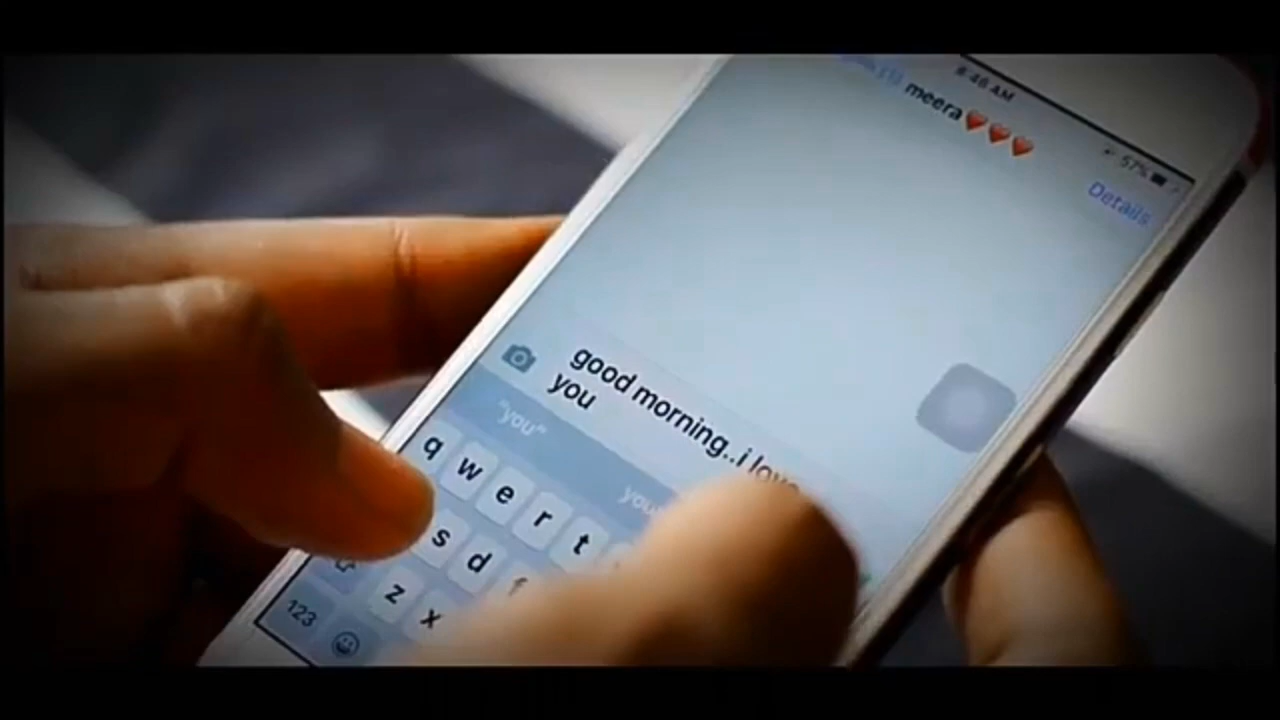 8:46 AM
57%
meera❤️❤️❤️
Details
good morning..i love
you
"you"
q w e r t
s d f
z x
123